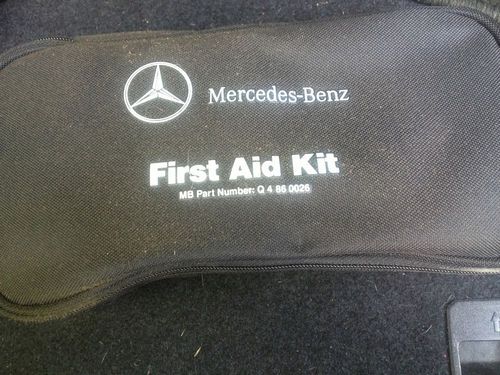 Mercedes-Benz
First Aid Kit
MB Part Number: Q 4 86 0026